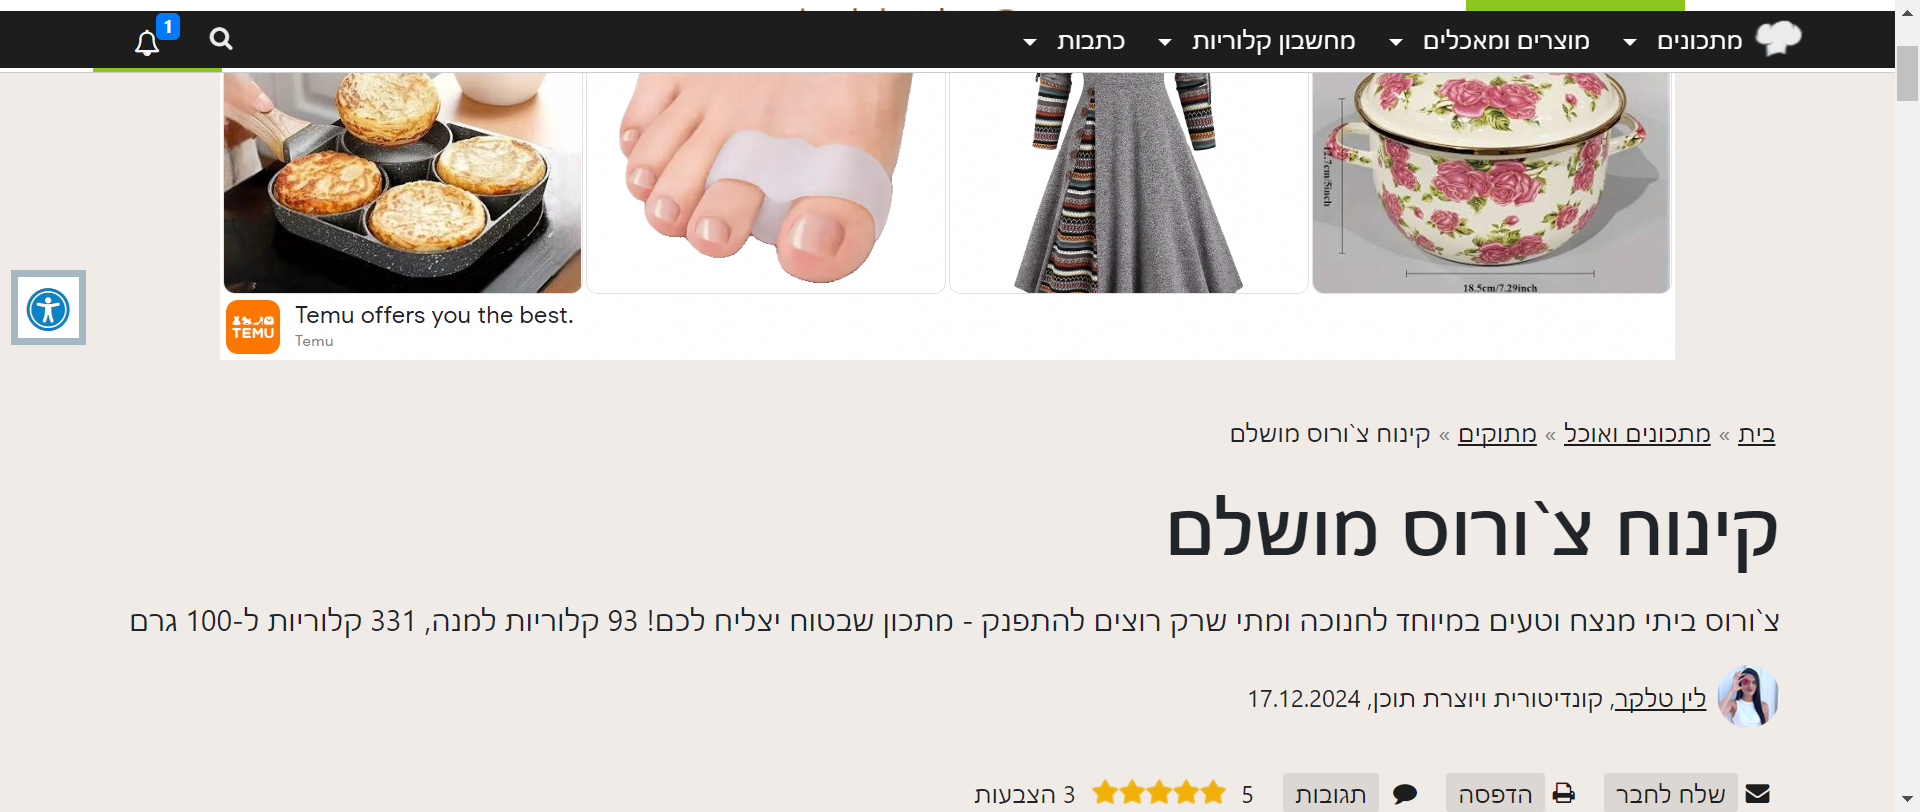 מתכונים מוצרים ומאכלים מחשבון קלוריות כתבות 1
12.7cm/5inch
18.5cm/7.29inch
TEMU
Temu offers you the best.
Temu
בית » מתכונים ואוכל » מתוקים » קינוח צ`ורוס מושלם
קינוח צ`ורוס מושלם
צ`ורוס ביתי מנצח וטעים במיוחד לחנוכה ומתי שרק רוצים להתפנק - מתכון שבטוח יצליח לכם! 93 קלוריות למנה, 331 קלוריות ל-100 גרם
לין טלקר, קונדיטורית ויוצרת תוכן, 17.12.2024
שלח לחבר הדפסה תגובות 5 3 הצבעות